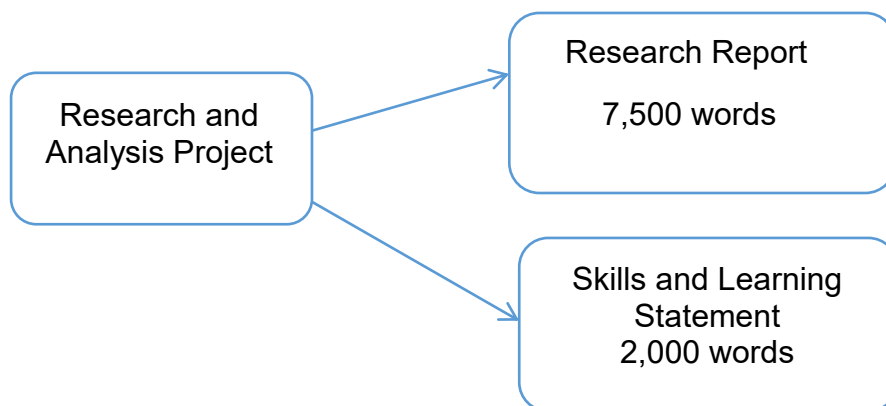 Research and
Analysis Project
Research Report
7,500 words
Skills and Learning
Statement
2,000 words